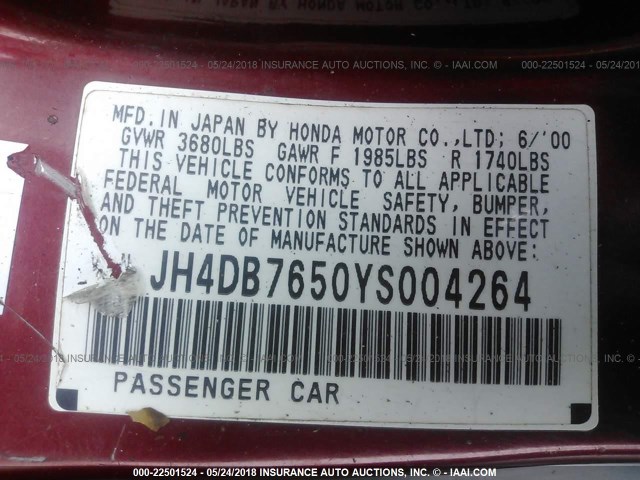 000-22501524 - 05/24/2018 INSURANCE AUTO AUCTIONS, INC. © - IAAI.COM
MFD. IN JAPAN BY HONDA MOTOR CO.,LTD; 6/'00
GVWR 3680LBS GAWR F 1985LBS R 1740LBS
THIS VEHICLE CONFORMS TO ALL APPLICABLE
FEDERAL MOTOR VEHICLE SAFETY, BUMPER,
AND THEFT PREVENTION STANDARDS IN EFFECT
ON THE DATE OF MANUFACTURE SHOWN ABOVE:
JH4DB7650YS004264
PASSENGER CAR
000-22501524 - 05/24/2018 INSURANCE AUTO AUCTIONS, INC. © - IAAI.COM